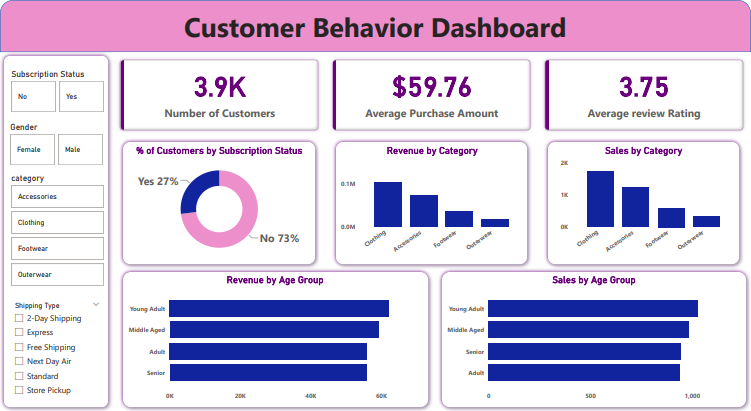 Customer Behavior Dashboard
Subscription Status
No
Yes
Gender
Female
Male
category
Accessories
Clothing
Footwear
Outerwear
Shipping Type
2-Day Shipping
Express
Free Shipping
Next Day Air
Standard
Store Pickup
3.9K
Number of Customers
$59.76
Average Purchase Amount
3.75
Average review Rating
% of Customers by Subscription Status
Yes 27%
No 73%
Revenue by Category
0.1M
0.0M
Clothing
Accessories
Footwear
Outerwear
Sales by Category
2K
1K
0K
Clothing
Accessories
Footwear
Outerwear
Revenue by Age Group
Young Adult
Middle Aged
Adult
Senior
0K
20K
40K
60K
Sales by Age Group
Young Adult
Middle Aged
Senior
Adult
0
500
1,000